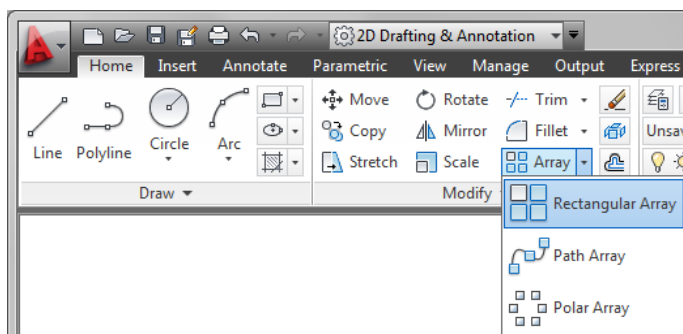 2D Drafting & Annotation
Home Insert Annotate Parametric View Manage Output Express
Move Rotate Trim
Copy Mirror Fillet
Line Polyline Circle Arc
Stretch Scale Array
Draw Modify
Rectangular Array
Path Array
Polar Array